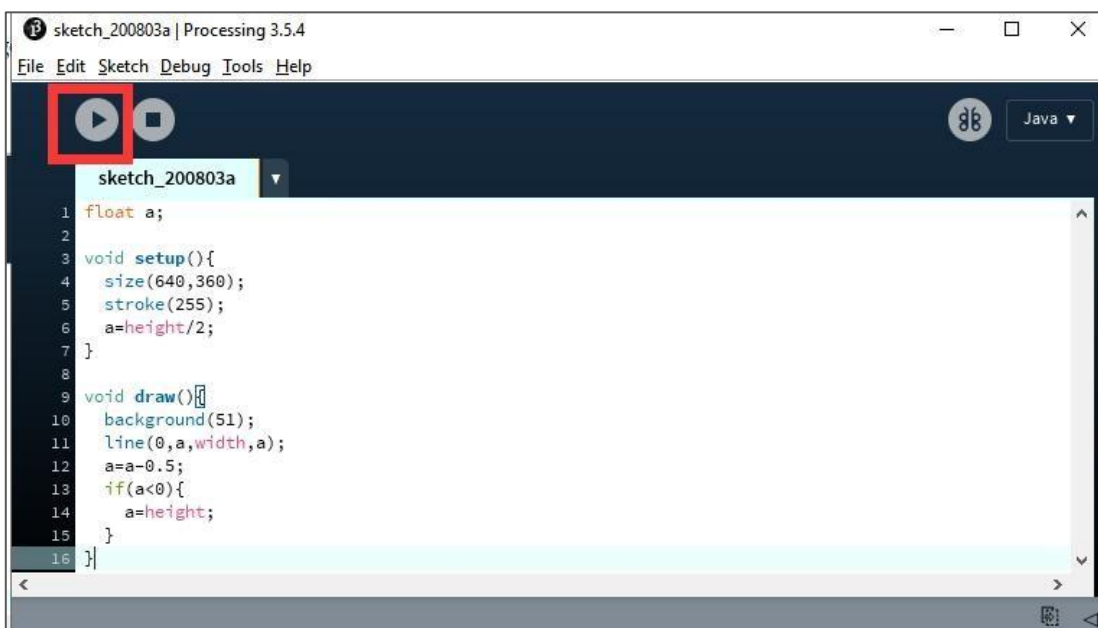 sketch_200803a | Processing 3.5.4
File Edit Sketch Debug Tools Help
Java
sketch_200803a
1 float a;
2
3 void setup(){
4   size(640,360);
5   stroke(255);
6   a=height/2;
7 }
8
9 void draw(){
10   background(51);
11   line(0,a,width,a);
12   a=a-0.5;
13   if(a<0){
14     a=height;
15   }
16 }